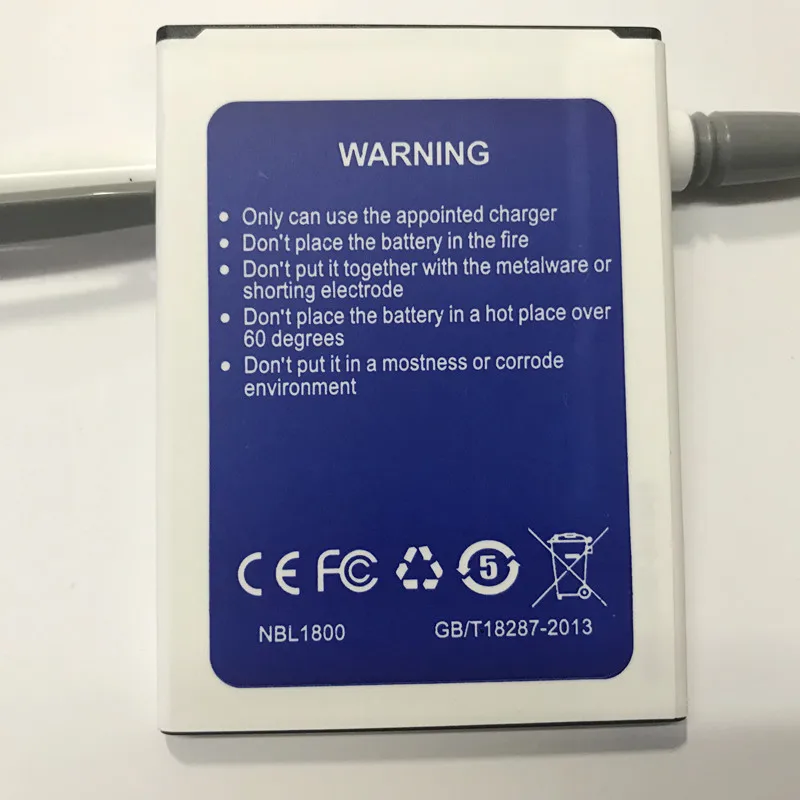 WARNING
• Only can use the appointed charger
• Don't place the battery in the fire
• Don't put it together with the metalware or
shorting electrode
• Don't place the battery in a hot place over
60 degrees
• Don't put it in a mostness or corrode
environment
CE FC 5
NBL1800 GB/T18287-2013